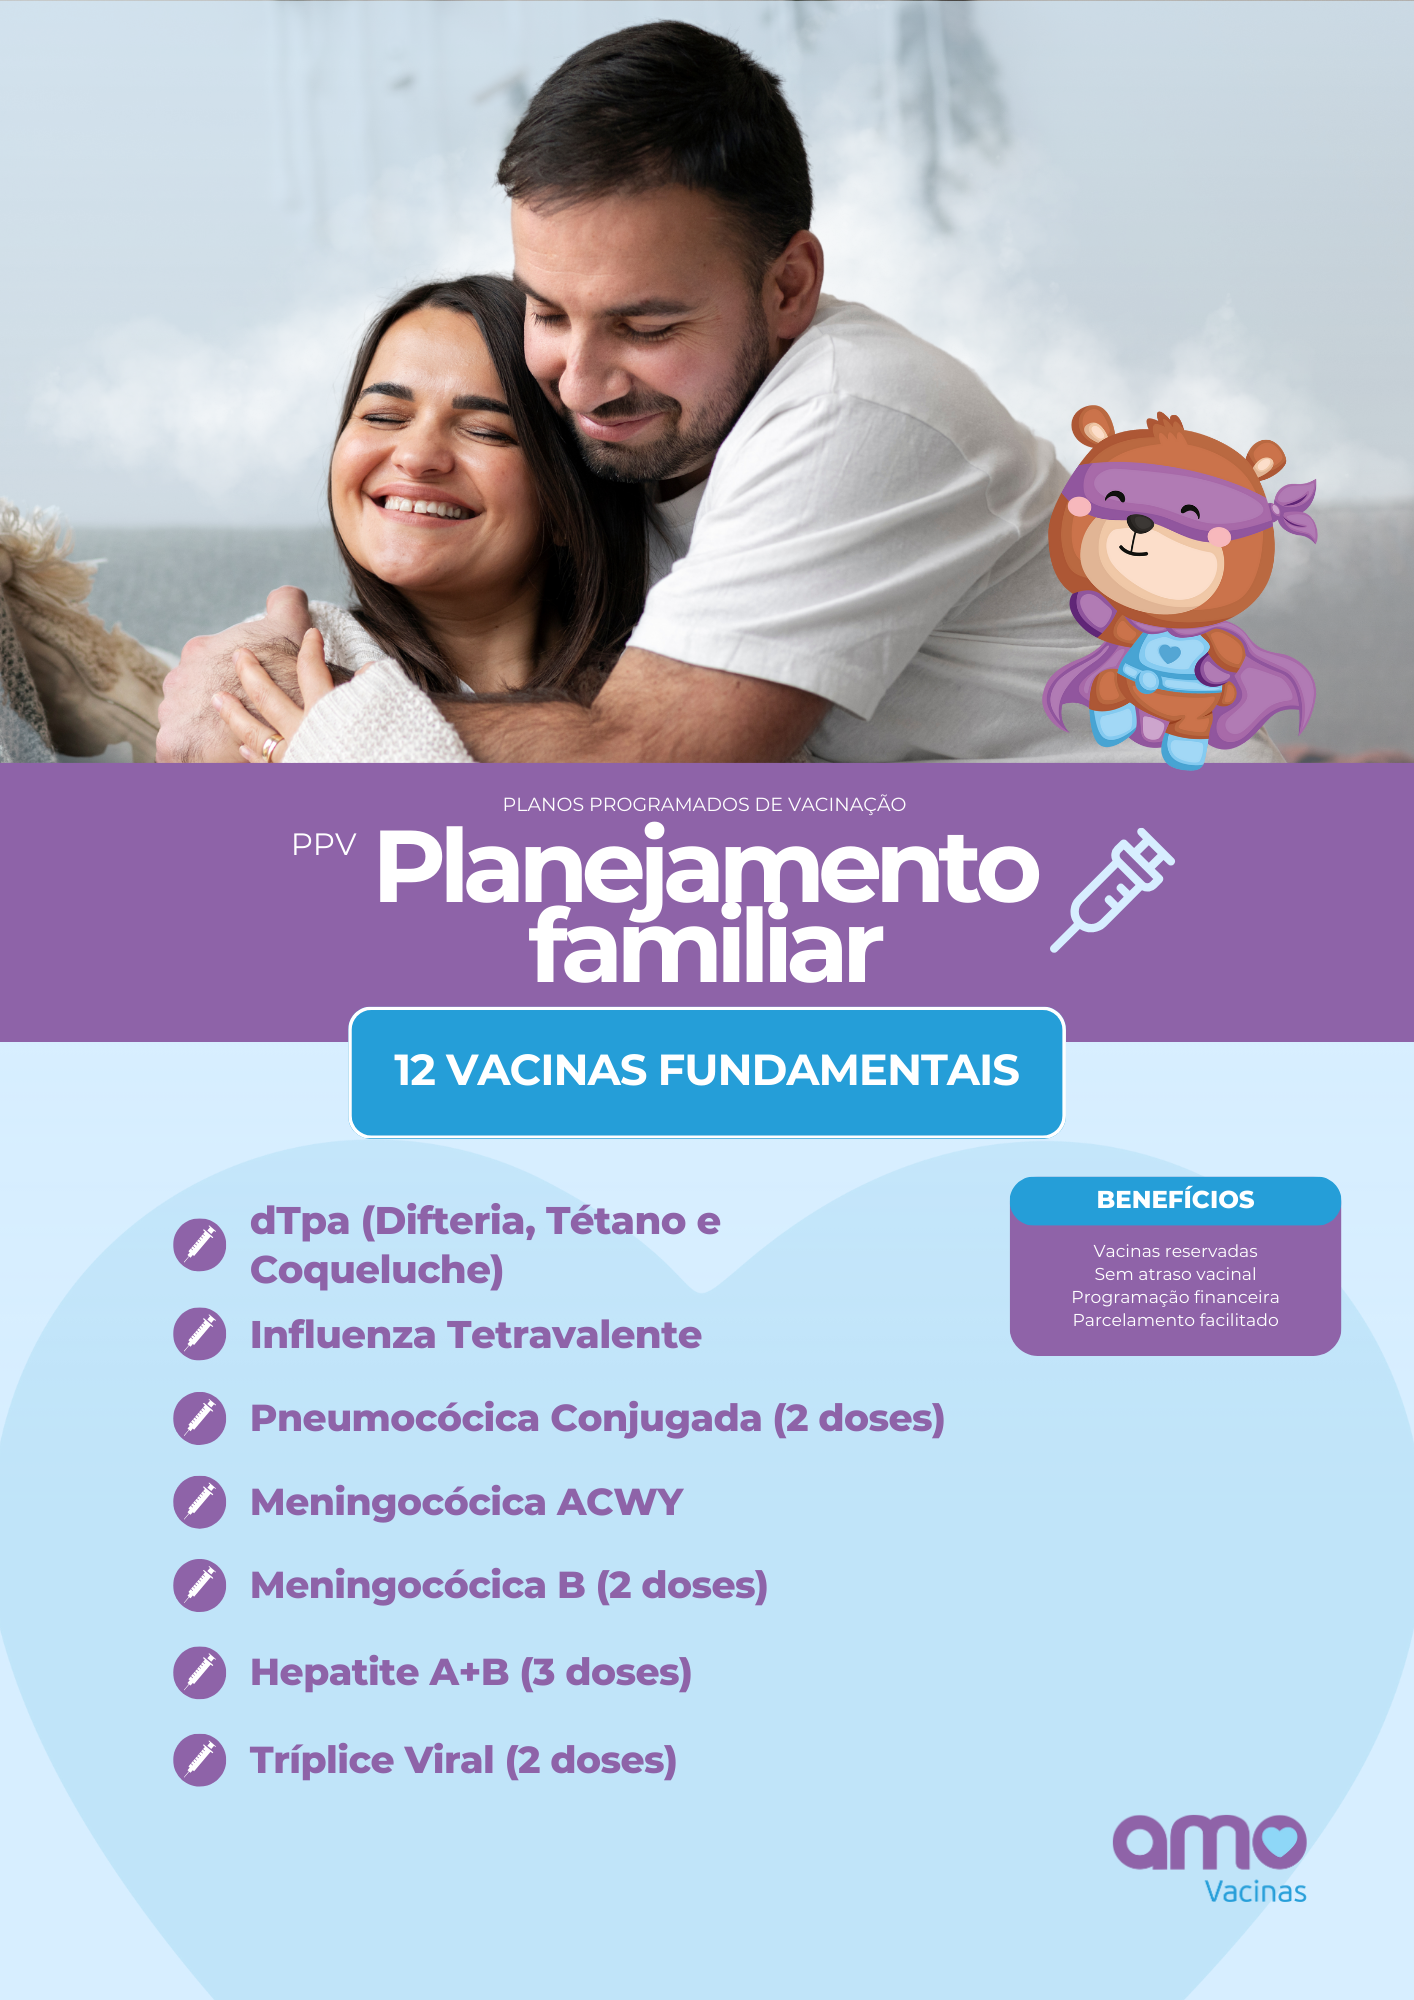 PLANOS PROGRAMADOS DE VACINAÇÃO
PPV Planejamento
familiar
12 VACINAS FUNDAMENTAIS
dTpa (Difteria, Tétano e
Coqueluche)
Influenza Tetravalente
Pneumocócica Conjugada (2 doses)
Meningocócica ACWY
Meningocócica B (2 doses)
Hepatite A+B (3 doses)
Tríplice Viral (2 doses)
BENEFÍCIOS
Vacinas reservadas
Sem atraso vacinal
Programação financeira
Parcelamento facilitado
amo
Vacinas